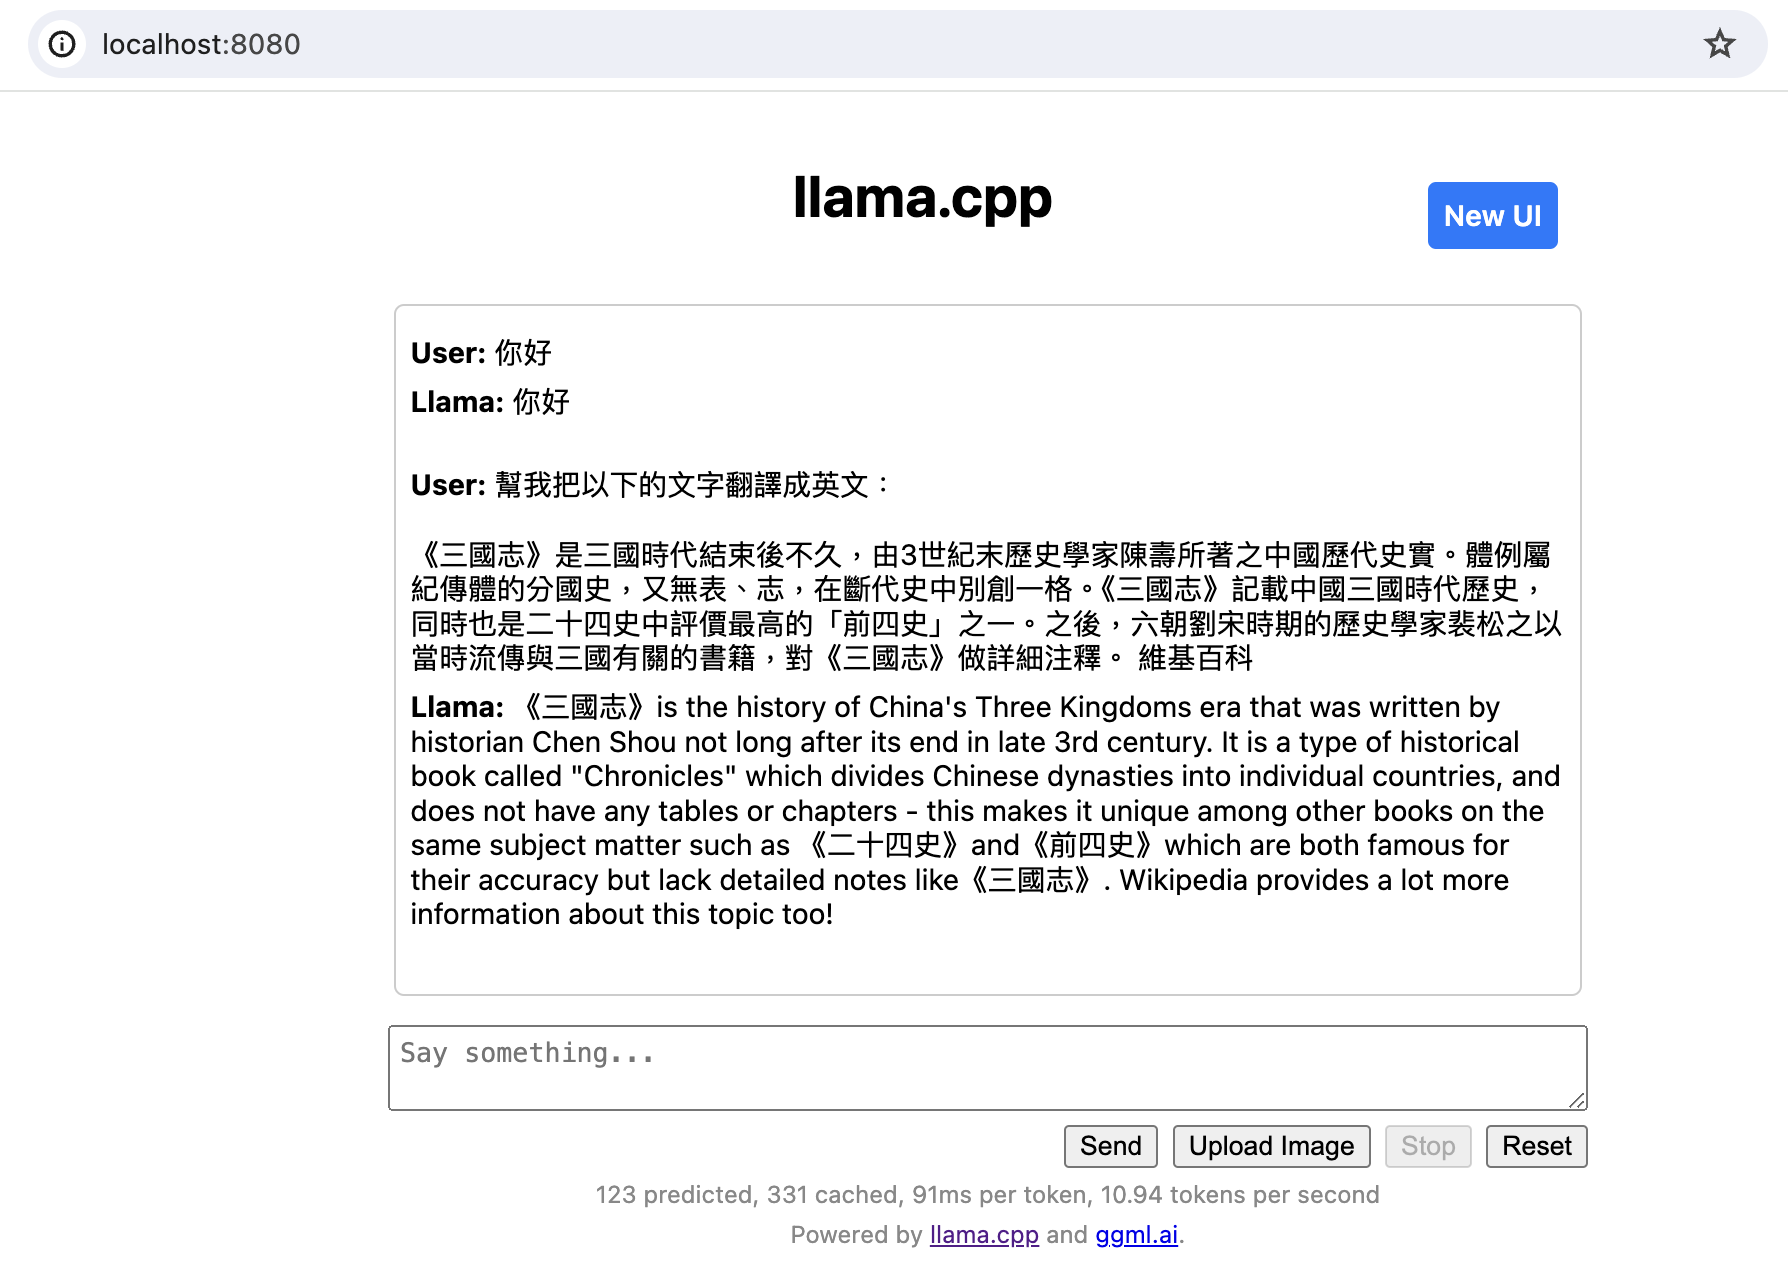 localhost:8080
llama.cpp
New UI
User: 你好
Llama: 你好
User: 幫我把以下的文字翻譯成英文：
《三國志》是三國時代結束後不久，由3世紀末歷史學家陳壽所著之中國歷代史實。體例屬
紀傳體的分國史，又無表、志，在斷代史中別創一格。《三國志》記載中國三國時代歷史，
同時也是二十四史中評價最高的「前四史」之一。之後，六朝劉宋時期的歷史學家裴松之以
當時流傳與三國有關的書籍，對《三國志》做詳細注釋。 維基百科
Llama: 《三國志》is the history of China's Three Kingdoms era that was written by
historian Chen Shou not long after its end in late 3rd century. It is a type of historical
book called "Chronicles" which divides Chinese dynasties into individual countries, and
does not have any tables or chapters - this makes it unique among other books on the
same subject matter such as 《二十四史》and《前四史》which are both famous for
their accuracy but lack detailed notes like《三國志》. Wikipedia provides a lot more
information about this topic too!
Say something...
Send Upload Image Stop Reset
123 predicted, 331 cached, 91ms per token, 10.94 tokens per second
Powered by llama.cpp and ggml.ai.